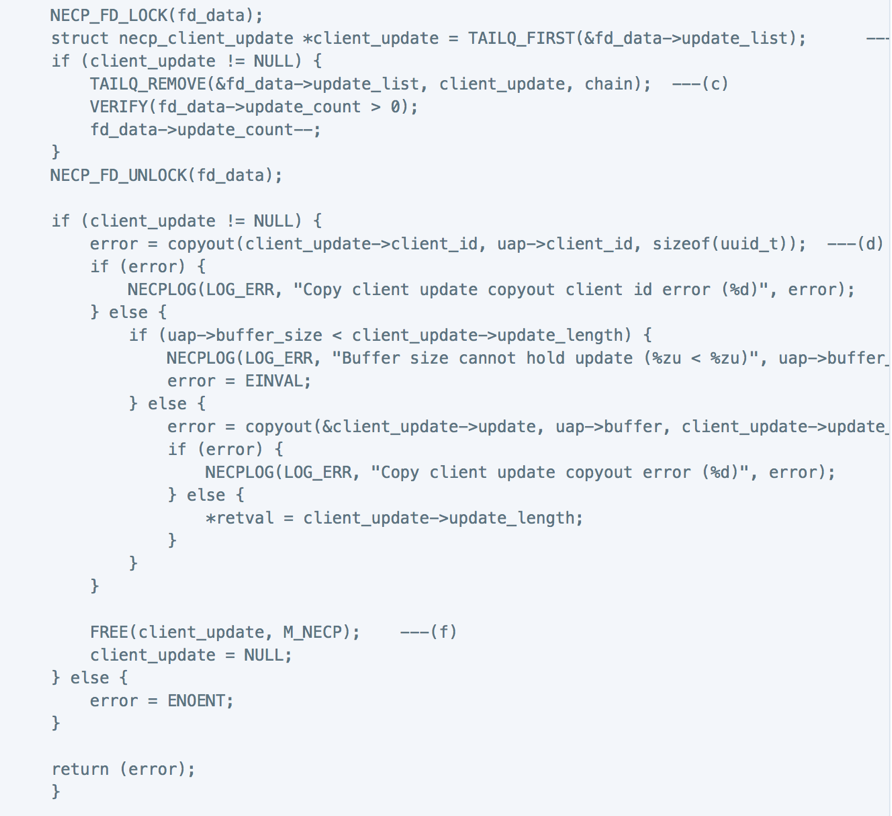 NECP_FD_LOCK(fd_data);
struct necp_client_update *client_update = TAILQ_FIRST(&fd_data->update_list);      ---
if (client_update != NULL) {
    TAILQ_REMOVE(&fd_data->update_list, client_update, chain);  ---(c)
    VERIFY(fd_data->update_count > 0);
    fd_data->update_count--;
}
NECP_FD_UNLOCK(fd_data);

if (client_update != NULL) {
    error = copyout(client_update->client_id, uap->client_id, sizeof(uuid_t));  ---(d)
    if (error) {
        NECPLOG(LOG_ERR, "Copy client update copyout client id error (%d)", error);
    } else {
        if (uap->buffer_size < client_update->update_length) {
            NECPLOG(LOG_ERR, "Buffer size cannot hold update (%zu < %zu)", uap->buffer_
            error = EINVAL;
        } else {
            error = copyout(&client_update->update, uap->buffer, client_update->update_
            if (error) {
                NECPLOG(LOG_ERR, "Copy client update copyout error (%d)", error);
            } else {
                *retval = client_update->update_length;
            }
        }
    }

    FREE(client_update, M_NECP);    ---(f)
    client_update = NULL;
} else {
    error = ENOENT;
}

return (error);
}